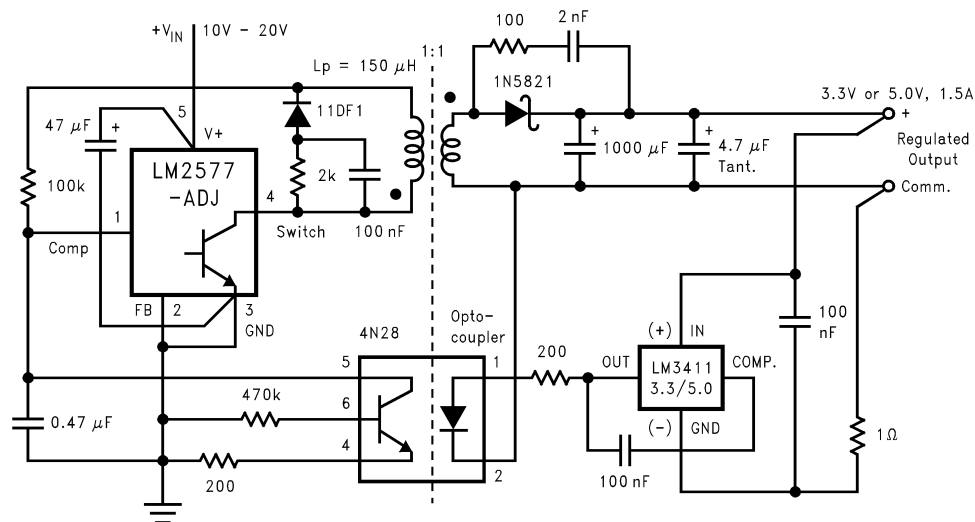 +VIN 10V - 20V
Lp = 150 μH
1:1
100
2 nF
1N5821
3.3V or 5.0V, 1.5A
+
Regulated
Output
Comm.
11DF1
47 μF
+
5
V+
LM2577
-ADJ
100k
1
Comp
4
2k
Switch
100 nF
+
1000 μF
+
4.7 μF
Tant.
FB
2
3
GND
4N28
Opto-
coupler
5
1
200
OUT
(+)
IN
LM3411
3.3/5.0
COMP.
100
nF
0.47 μF
470k
6
(-)
GND
1Ω
4
200
2
100 nF